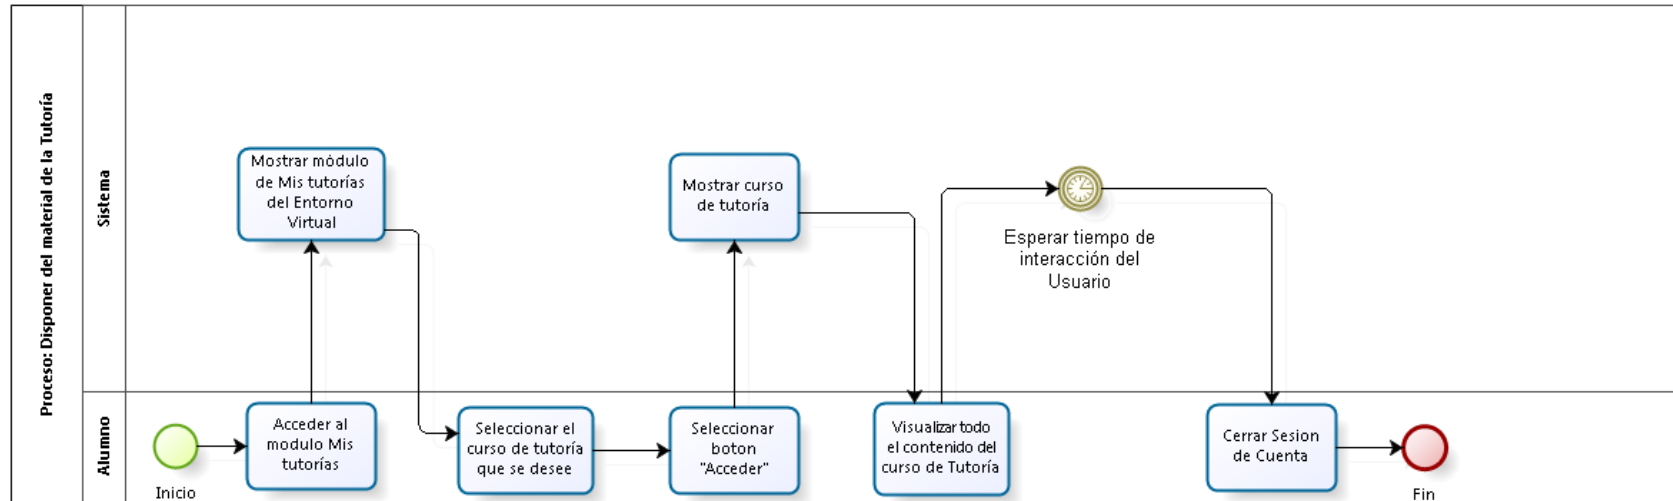 Proceso: Disponer del material de la Tutoría
Sistema
Mostrar módulo
de Mis tutorías
del Entorno
Virtual
Mostrar curso
de tutoría
Esperar tiempo de
interacción del
Usuario
Alumno
Inicio
Acceder al
modulo Mis
tutorías
Seleccionar el
curso de tutoría
que se desee
Seleccionar
boton
"Acceder"
Visualizar todo
el contenido del
curso de Tutoría
Cerrar Sesion
de Cuenta
Fin